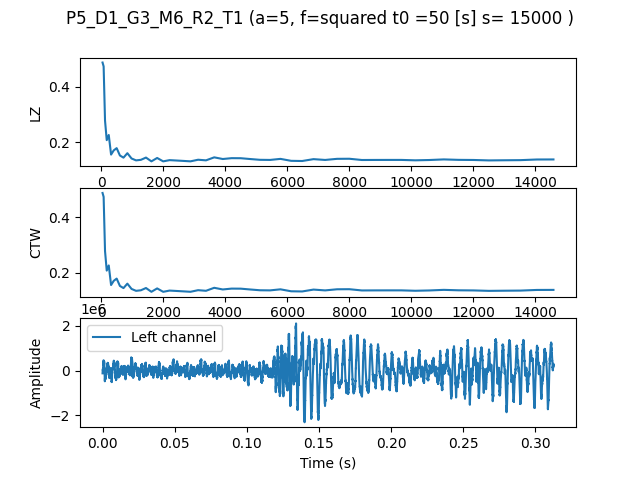 P5_D1_G3_M6_R2_T1 (a=5, f=squared t0 =50 [s] s= 15000 )
0.4
0.2
LZ
0 2000 4000 6000 8000 10000 12000 14000
0.4
0.2
CTW
1e6
0 2000 4000 6000 8000 10000 12000 14000
Left channel
2
0
−2
Amplitude
0.00 0.05 0.10 0.15 0.20 0.25 0.30
Time (s)